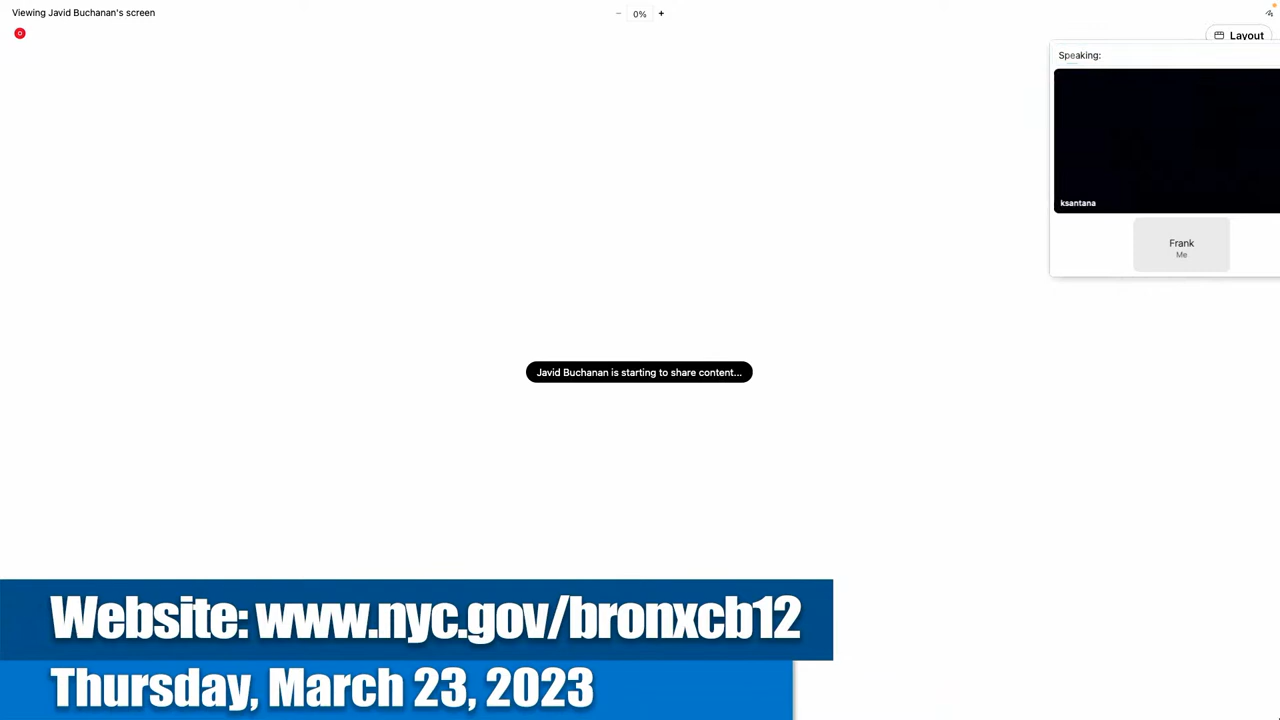 Viewing Javid Buchanan's screen
− 0% +
Layout
Speaking:
ksantana
Frank
Me
Javid Buchanan is starting to share content...
Website: www.nyc.gov/bronxcb12
Thursday, March 23, 2023